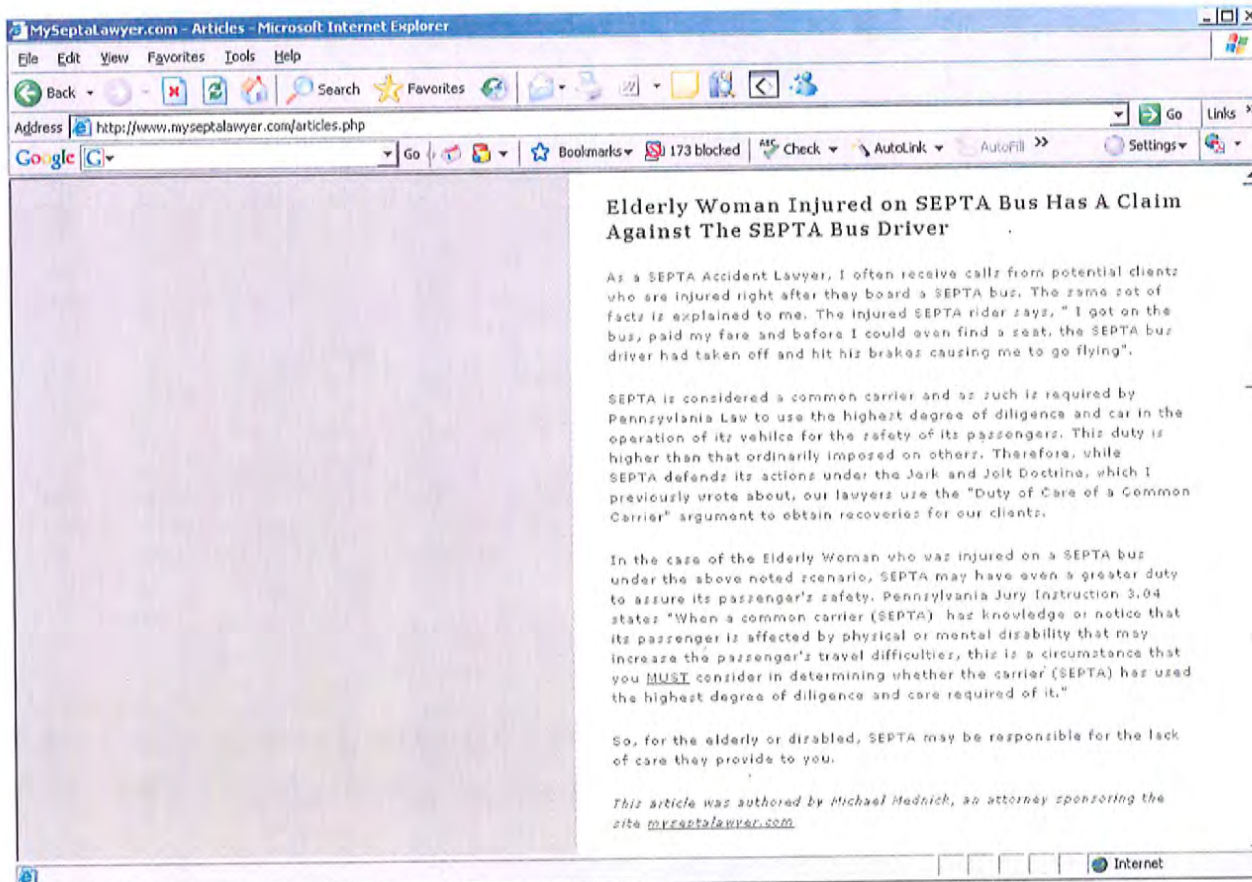 MySeptaLawyer.com - Articles - Microsoft Internet Explorer
File Edit View Favorites Tools Help
Back Search Favorites
Address http://www.myseptalawyer.com/articles.php Go Links »
Google G Go Bookmarks 173 blocked ABC Check AutoLink AutoFill » Settings
Elderly Woman Injured on SEPTA Bus Has A Claim
Against The SEPTA Bus Driver
As a SEPTA Accident Lawyer, I often receive calls from potential clients
who are injured right after they board a SEPTA bus. The same set of
facts is explained to me. The injured SEPTA rider says, " I got on the
bus, paid my fare and before I could even find a seat, the SEPTA bus
driver had taken off and hit his brakes causing me to go flying".
SEPTA is considered a common carrier and as such is required by
Pennsyvlania Law to use the highest degree of diligence and car in the
operation of its vehilce for the safety of its passengers. This duty is
higher than that ordinarily imposed on others. Therefore, while
SEPTA defends its actions under the Jerk and Jolt Doctrine, which I
previously wrote about, our lawyers use the "Duty of Care of a Common
Carrier" argument to obtain recoveries for our clients.
In the case of the Elderly Woman who was injured on a SEPTA bus
under the above noted scenario, SEPTA may have even a greater duty
to assure its passenger's safety. Pennsylvania Jury Instruction 3.04
states "When a common carrier (SEPTA) has knowledge or notice that
its passenger is affected by physical or mental disability that may
increase the passenger's travel difficulties, this is a circumstance that
you MUST consider in determining whether the carrier (SEPTA) has used
the highest degree of diligence and care required of it."
So, for the elderly or disabled, SEPTA may be responsible for the lack
of care they provide to you.
This article was authored by Michael Mednick, an attorney sponsoring the
site myseptalawyer.com
Internet